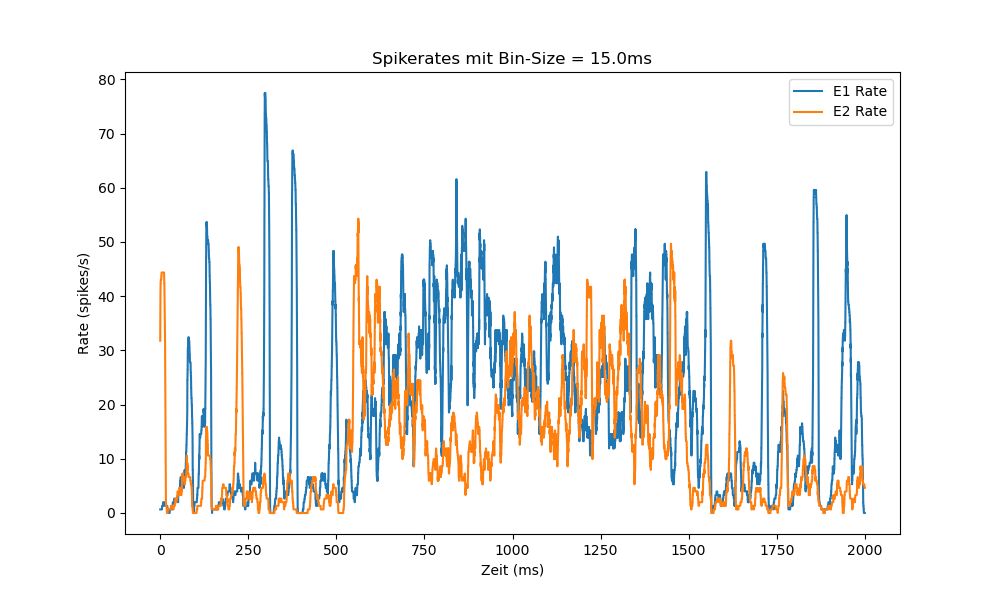 Spikerates mit Bin-Size = 15.0ms
80
70
60
50
40
30
20
10
0
Rate (spikes/s)
E1 Rate
E2 Rate
0 250 500 750 1000 1250 1500 1750 2000
Zeit (ms)